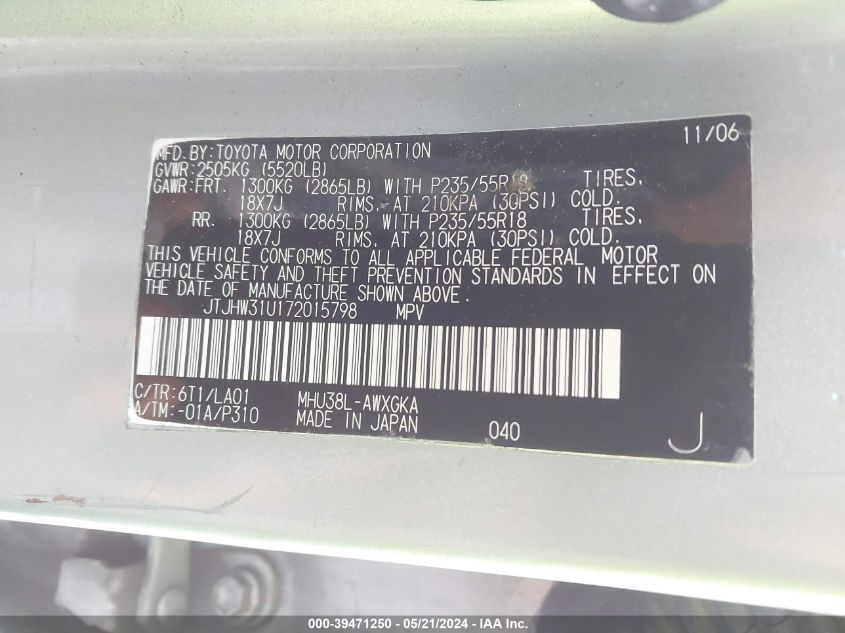 11/06
MFD.BY:TOYOTA MOTOR CORPORATION
GVWR:2505KG (5520LB)
GAWR:FRT. 1300KG (2865LB) WITH P235/55R18 TIRES,
18X7J RIMS, AT 210KPA (30PSI) COLD.
RR. 1300KG (2865LB) WITH P235/55R18 TIRES,
18X7J RIMS, AT 210KPA (30PSI) COLD.
THIS VEHICLE CONFORMS TO ALL APPLICABLE FEDERAL MOTOR
VEHICLE SAFETY AND THEFT PREVENTION STANDARDS IN EFFECT ON
THE DATE OF MANUFACTURE SHOWN ABOVE.
JTJHW31U172015798 MPV
C/TR:6T1/LA01 MHU38L-AWXGKA
A/TM:-01A/P310 MADE IN JAPAN
040 J
000-39471250 - 05/21/2024 - IAA Inc.